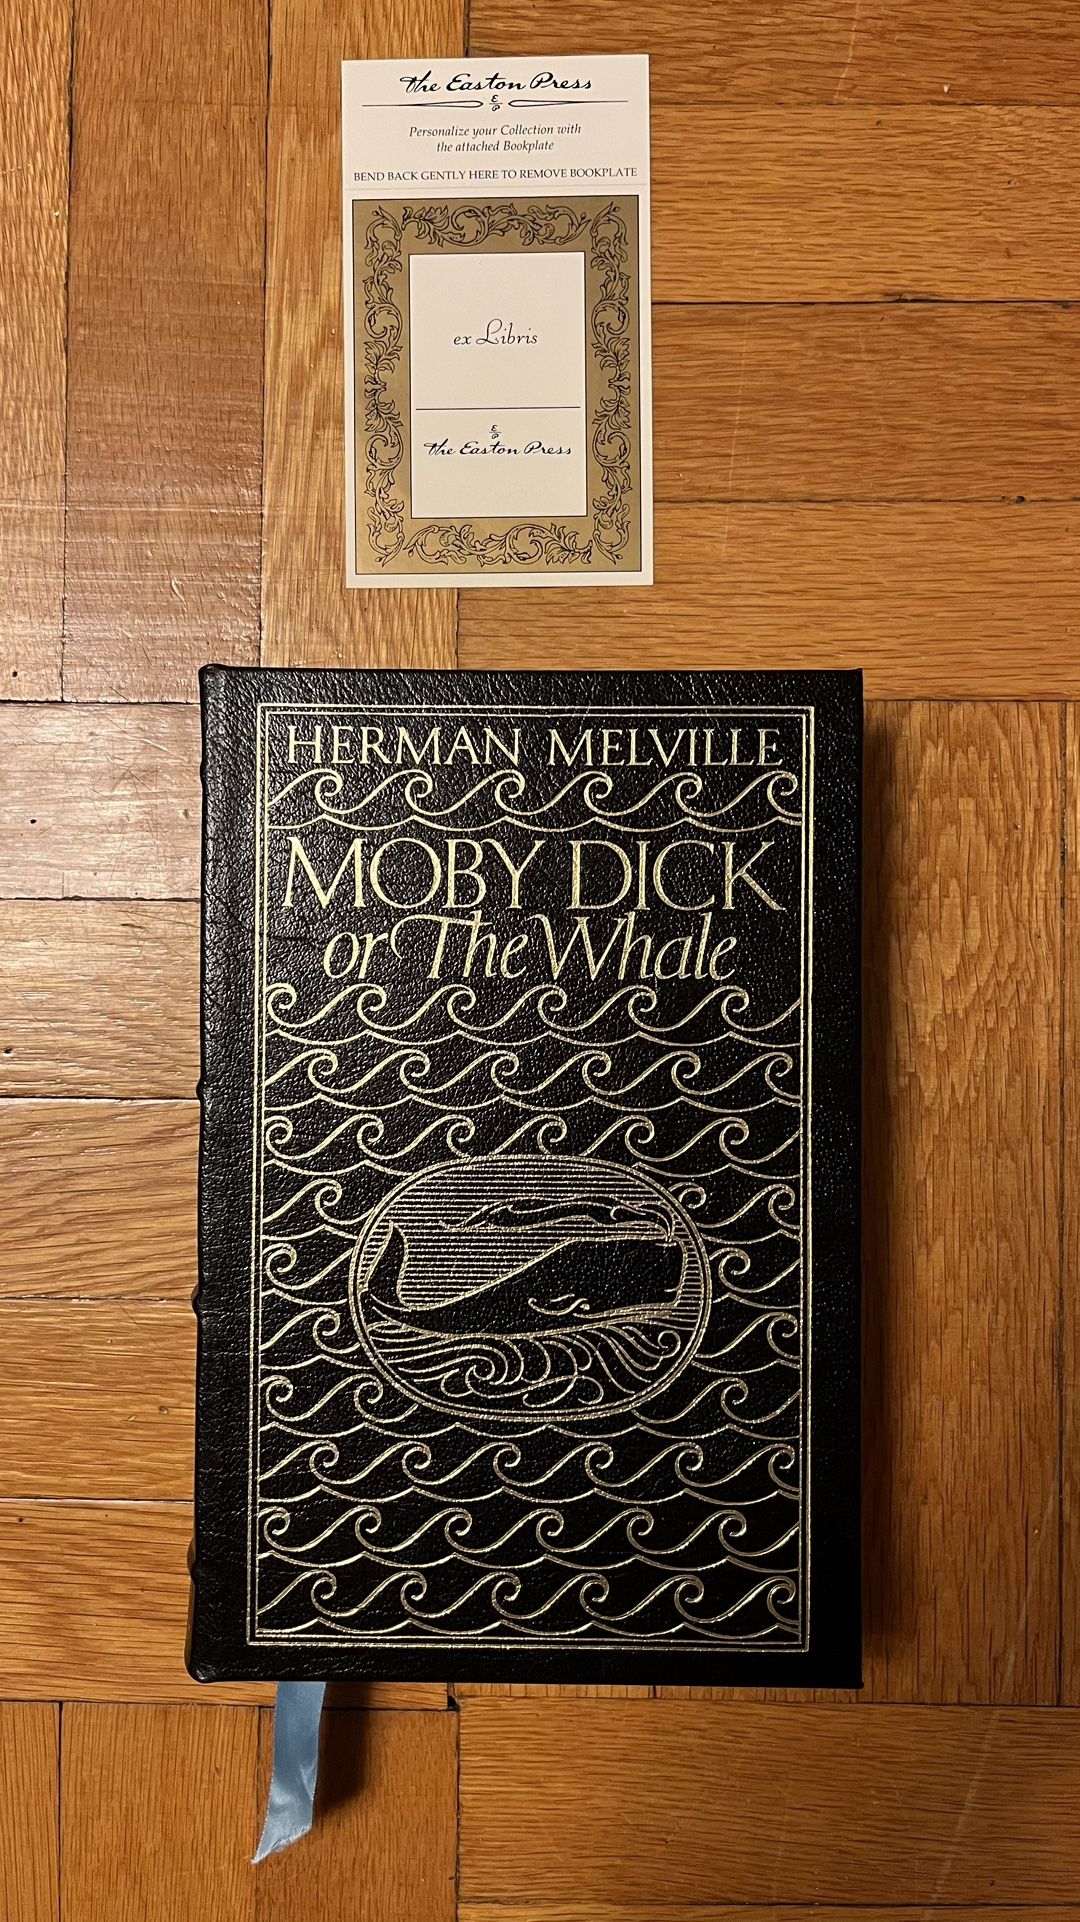 The Easton Press
E
P
Personalize your Collection with
the attached Bookplate
BEND BACK GENTLY HERE TO REMOVE BOOKPLATE
ex Libris
E
P
The Easton Press
HERMAN MELVILLE
MOBY DICK
or The Whale